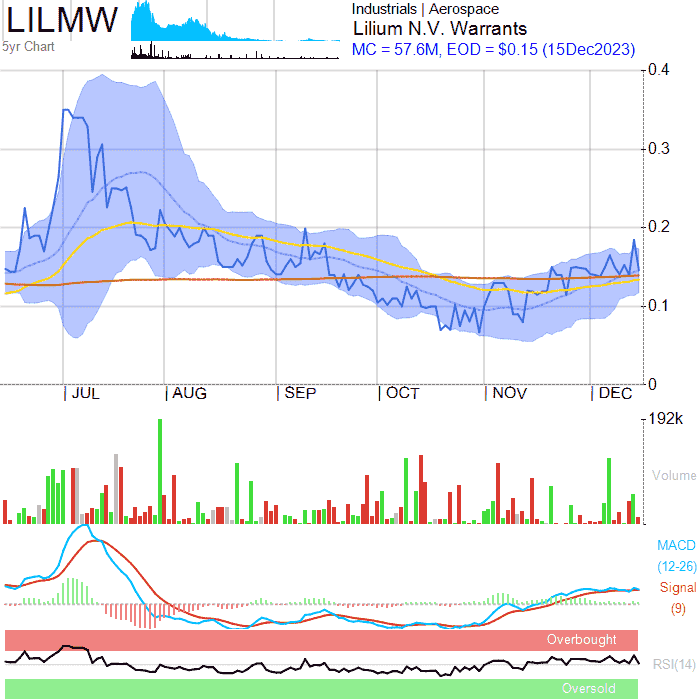 LILMW
5yr Chart
Industrials | Aerospace
Lilium N.V. Warrants
MC = 57.6M, EOD = $0.15 (15Dec2023)
0.4
0.3
0.2
0.1
0
JUL AUG SEP OCT NOV DEC
192k
Volume
MACD
(12-26)
Signal
(9)
Overbought
RSI(14)
Oversold